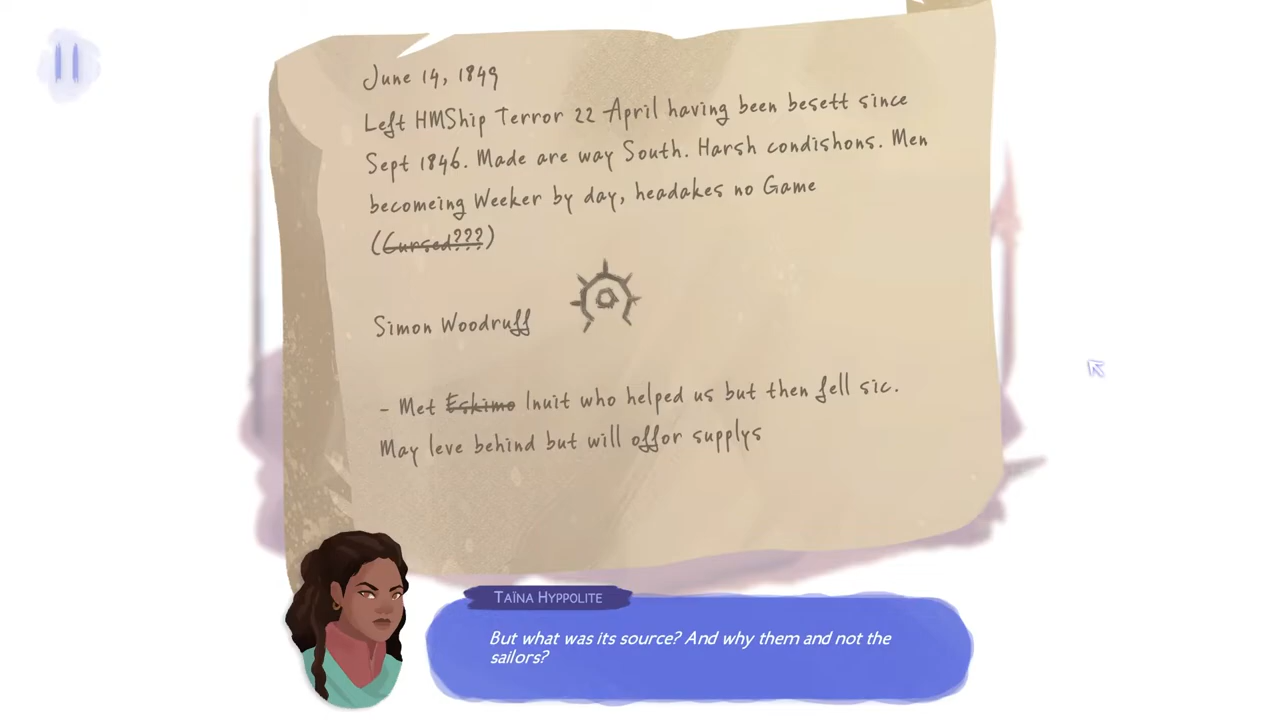 June 14, 1849
Left HMShip Terror 22 April having been besett since
Sept 1846. Made are way South. Harsh condishons. Men
becomeing Weeker by day, headakes no Game
(Cursed???)
Simon Woodruff
- Met Eskimo Inuit who helped us but then fell sic.
May leve behind but will offor supplys
TAÏNA HYPPOLITE
But what was its source? And why them and not the
sailors?